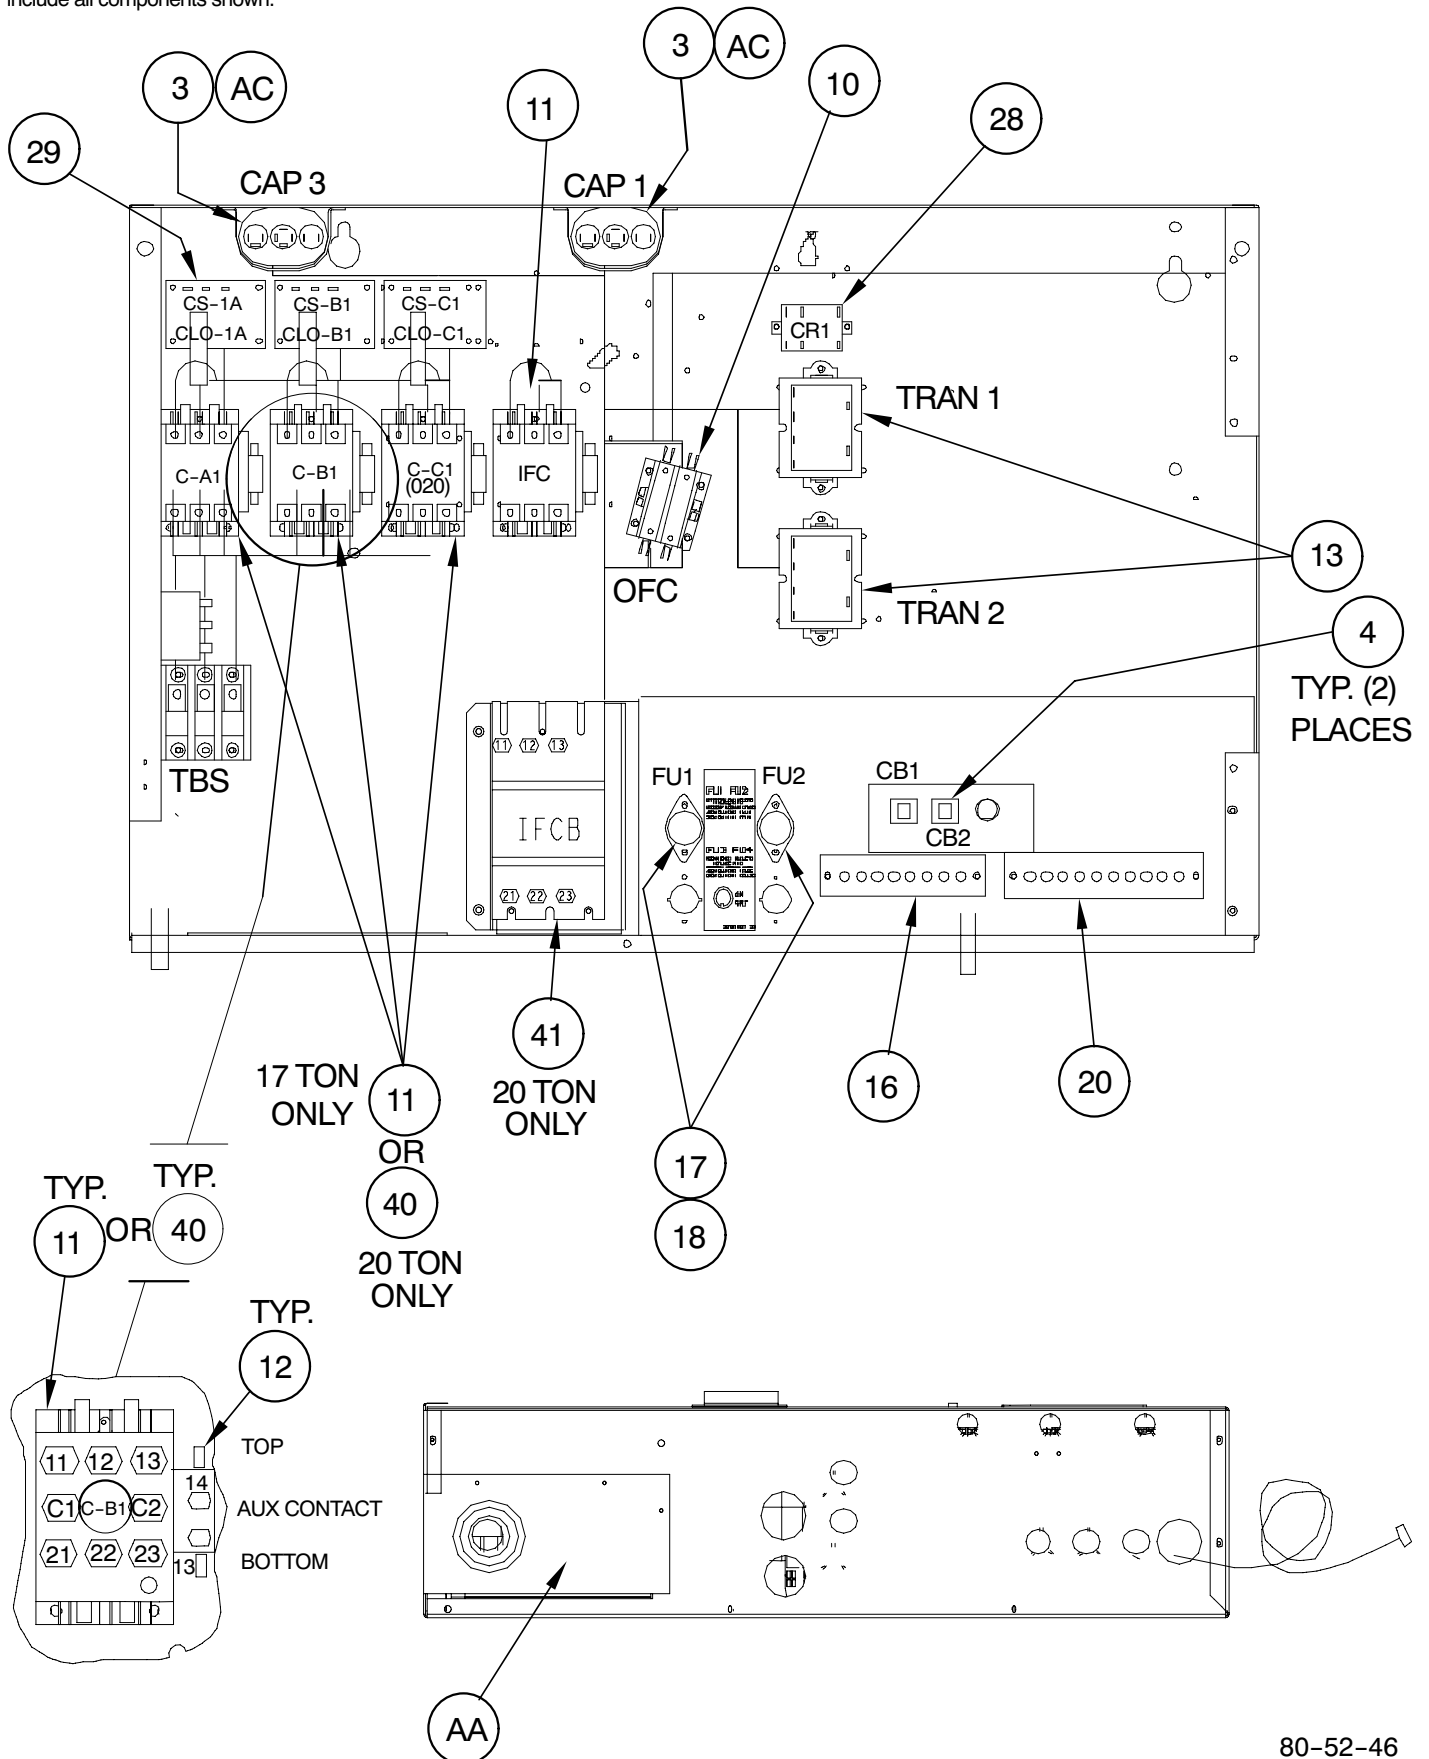 include all components shown.
3 AC
3 AC
10
11
28
29
CAP 3
CAP 1
CS-1A
CLO-1A
CS-B1
CLO-B1
CS-C1
CLO-C1
CR1
TRAN 1
C-A1
C-B1
C-C1
(020)
IFC
13
OFC
TRAN 2
4
TYP. (2)
PLACES
TBS
11 12 13
IFCB
21 22 23
FU1
FU2
FU1 FU2
FU3 FU4
CB1
CB2
41
20 TON
ONLY
17 TON
ONLY
11
OR
40
20 TON
ONLY
16
20
17
18
TYP.
11
OR
TYP.
40
TYP.
12
TOP
11 12 13
14
C1 C-B1 C2
AUX CONTACT
21 22 23
13
BOTTOM
AA
80-52-46